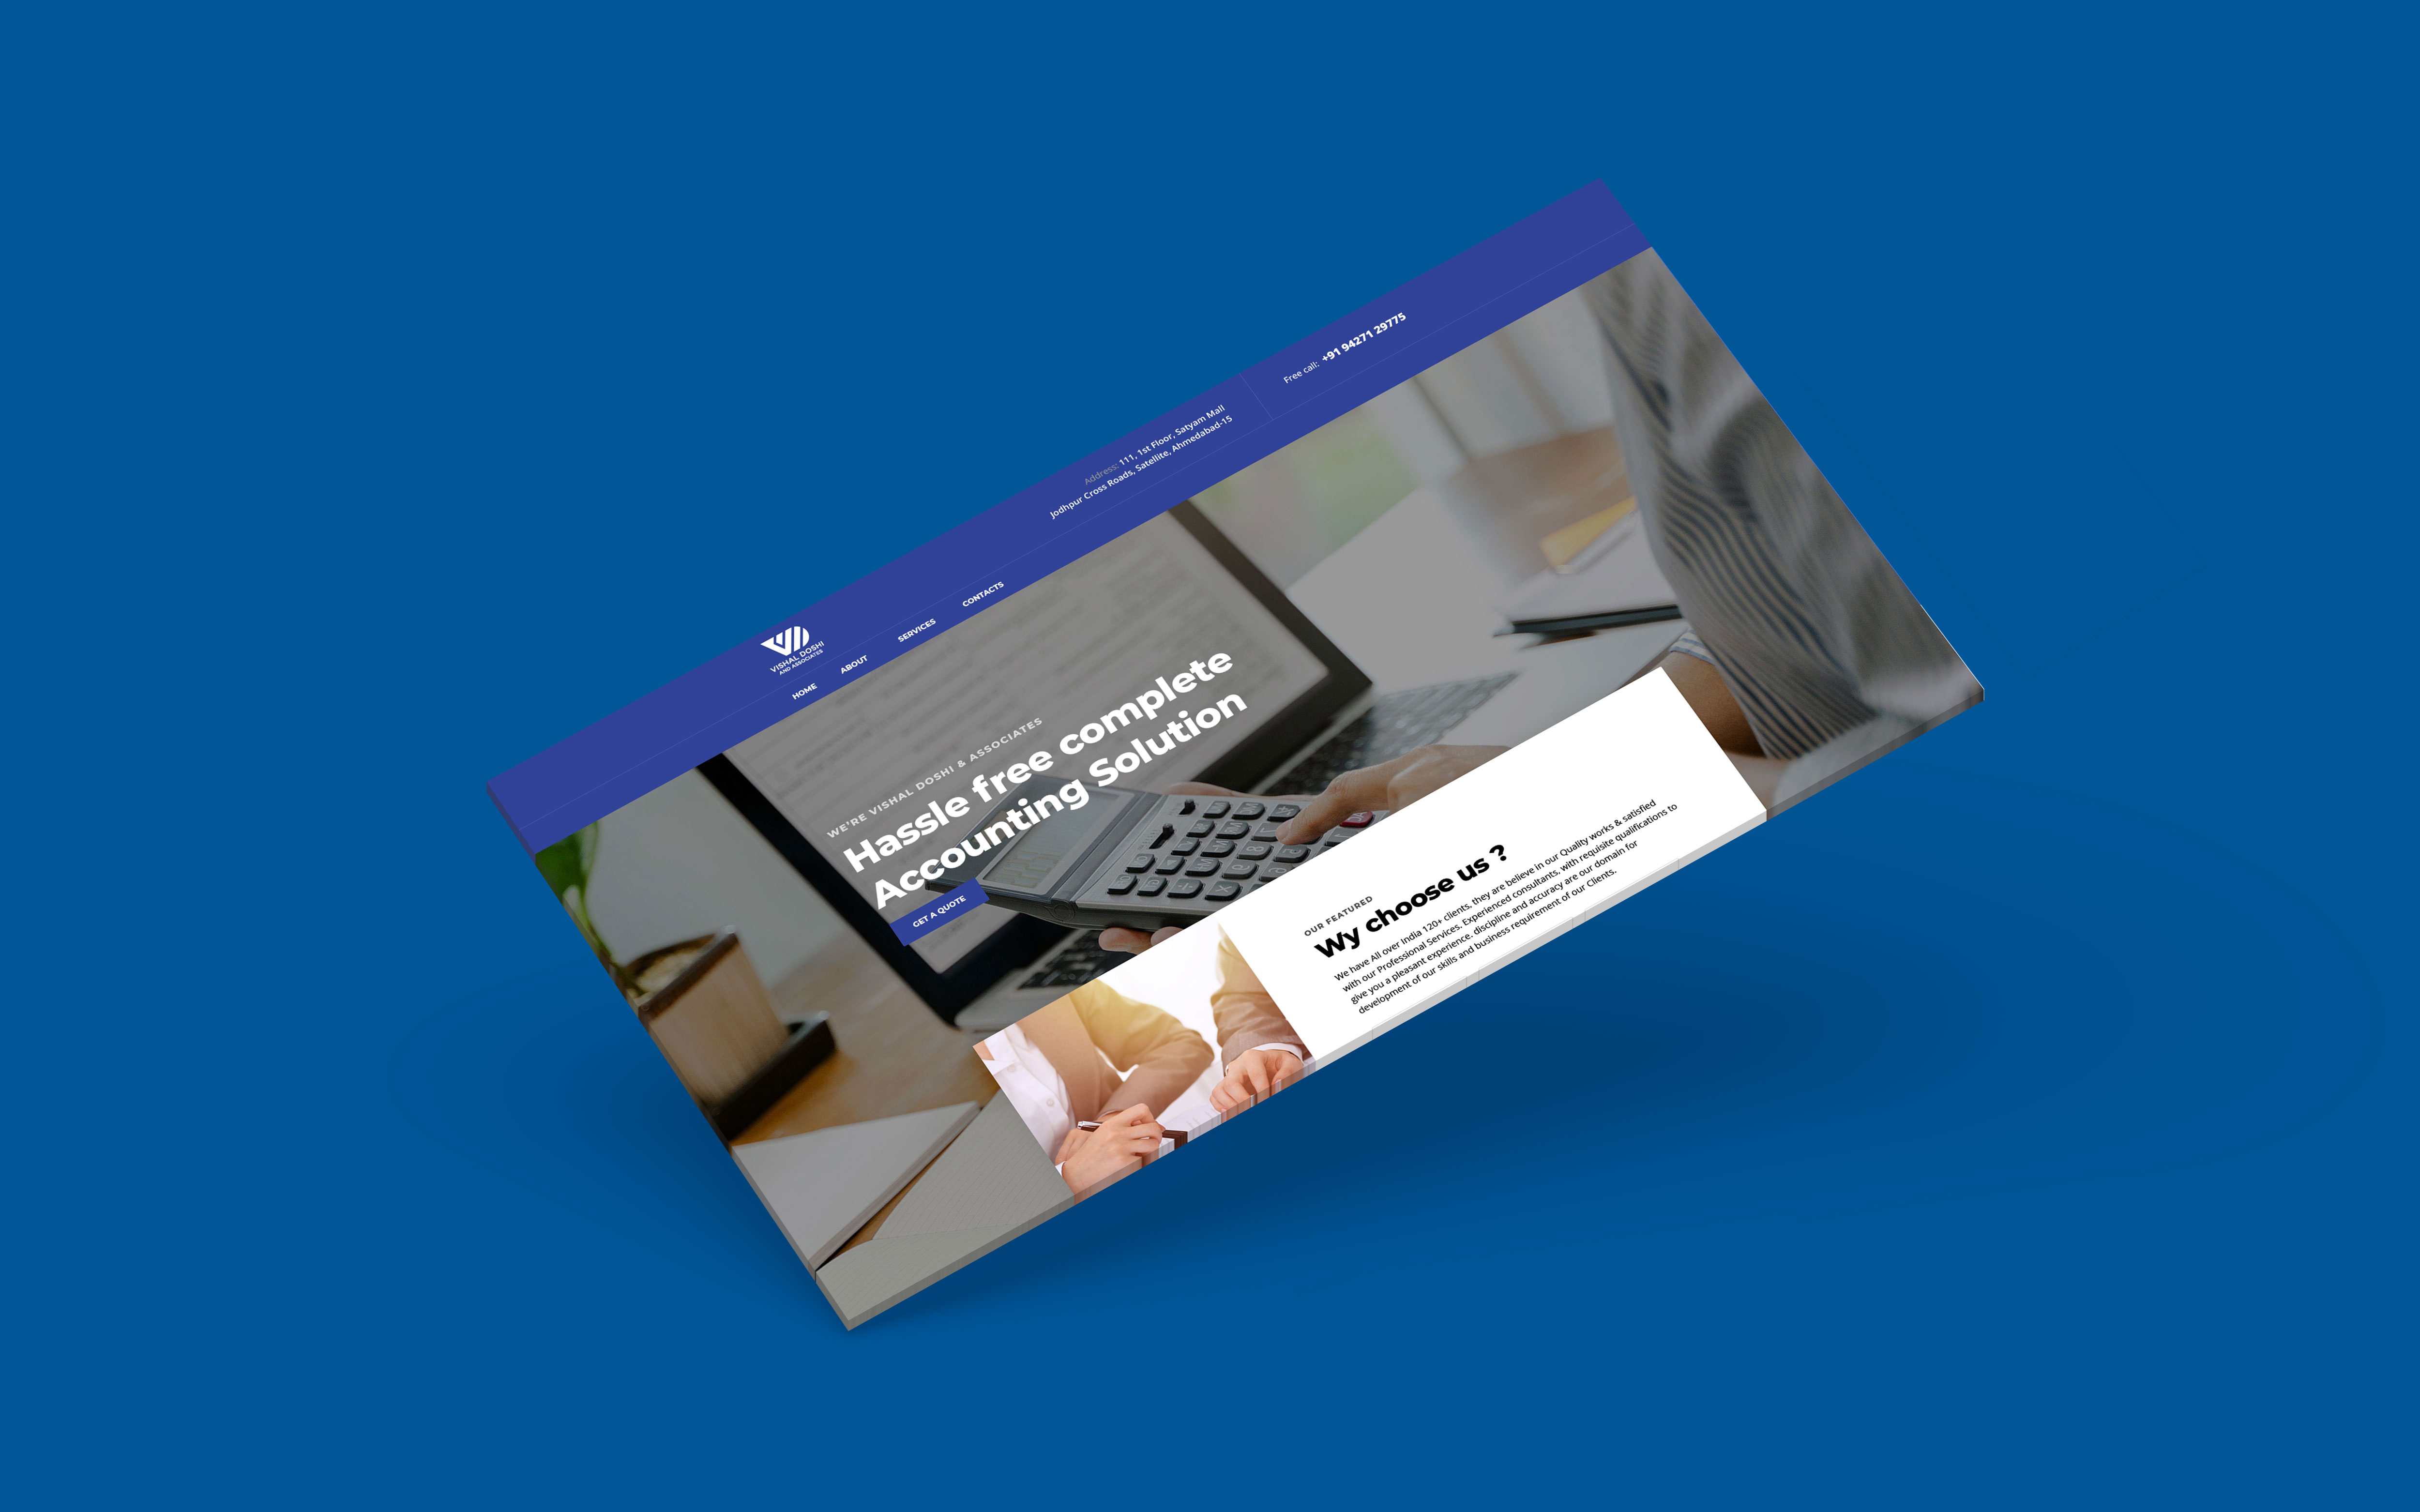 VISHAL DOSHI
AND ASSOCIATES
Address: 111, 1st Floor, Satyam Mall
Jodhpur Cross Roads, Satellite, Ahmedabad-15
Free call: +91 94271 29775
HOME ABOUT SERVICES CONTACTS
WE'RE VISHAL DOSHI & ASSOCIATES
Hassle free complete
Accounting Solution
GET A QUOTE
OUR FEATURED
Wy choose us ?
We have All over India 120+ clients, they are believe in our Quality works & satisfied
with our Professional Services. Experienced consultants, with requisite qualifications to
give you a pleasant experience. discipline and accuracy are our domain for
development of our skills and business requirement of our Clients.